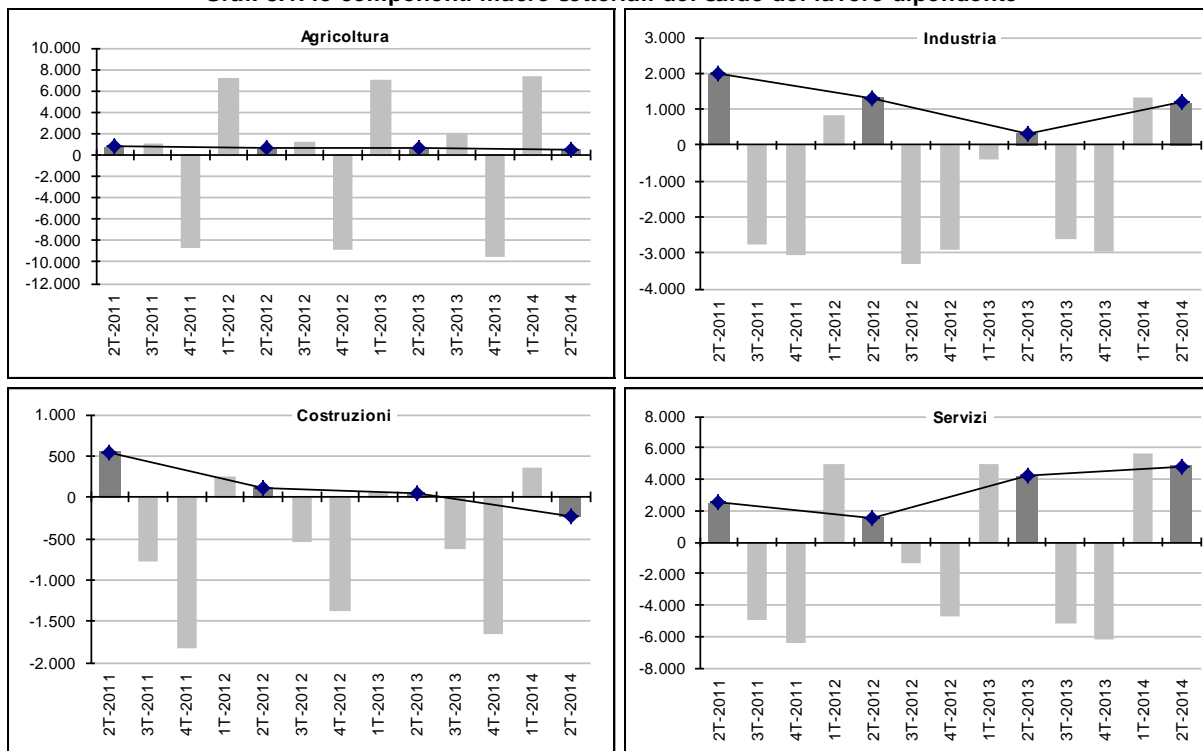 Agricoltura
10.000
8.000
6.000
4.000
2.000
0
-2.000
-4.000
-6.000
-8.000
-10.000
-12.000
2T-2011
3T-2011
4T-2011
1T-2012
2T-2012
3T-2012
4T-2012
1T-2013
2T-2013
3T-2013
4T-2013
1T-2014
2T-2014
Industria
3.000
2.000
1.000
0
-1.000
-2.000
-3.000
-4.000
2T-2011
3T-2011
4T-2011
1T-2012
2T-2012
3T-2012
4T-2012
1T-2013
2T-2013
3T-2013
4T-2013
1T-2014
2T-2014
Costruzioni
1.000
500
0
-500
-1.000
-1.500
-2.000
2T-2011
3T-2011
4T-2011
1T-2012
2T-2012
3T-2012
4T-2012
1T-2013
2T-2013
3T-2013
4T-2013
1T-2014
2T-2014
Servizi
8.000
6.000
4.000
2.000
0
-2.000
-4.000
-6.000
-8.000
2T-2011
3T-2011
4T-2011
1T-2012
2T-2012
3T-2012
4T-2012
1T-2013
2T-2013
3T-2013
4T-2013
1T-2014
2T-2014